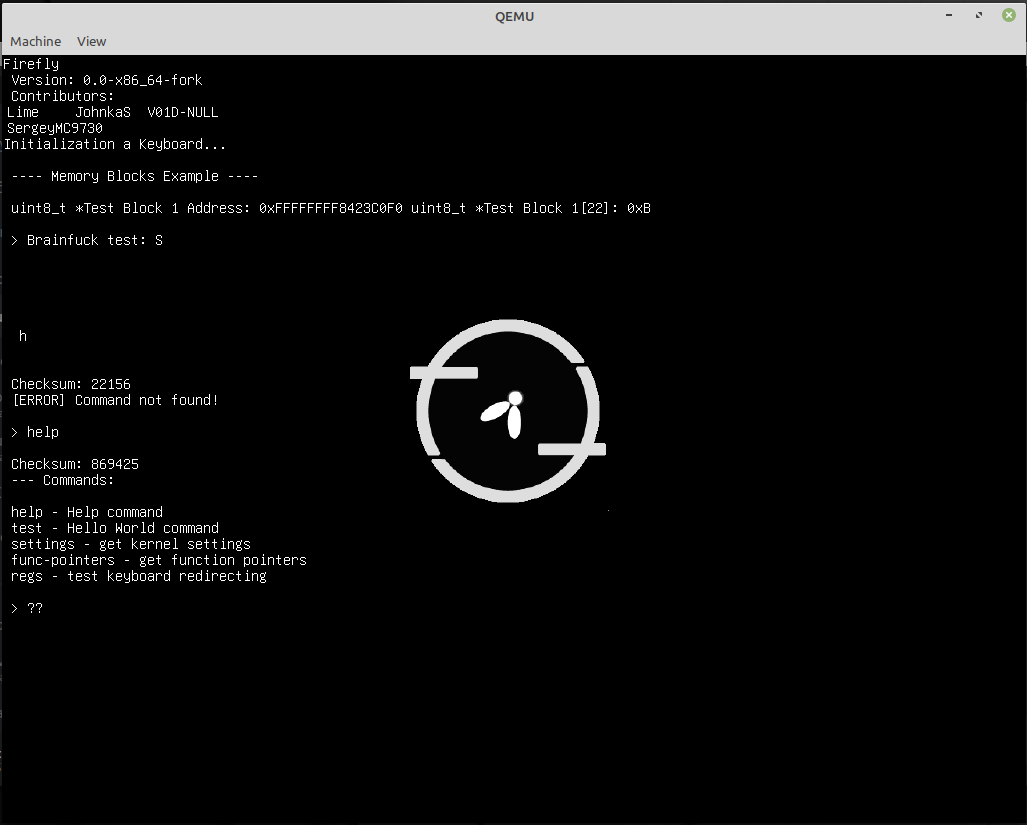 QEMU
Machine View
Firefly
Version: 0.0-x86_64-fork
Contributors:
Lime JohnkaS V01D-NULL
SergeyMC9730
Initialization a Keyboard...
---- Memory Blocks Example ----
uint8_t *Test Block 1 Address: 0xFFFFFFFF8423C0F0 uint8_t *Test Block 1[22]: 0xB
> Brainfuck test: S
h
Checksum: 22156
[ERROR] Command not found!
> help
Checksum: 869425
--- Commands:
help - Help command
test - Hello World command
settings - get kernel settings
func-pointers - get function pointers
regs - test keyboard redirecting
> ??